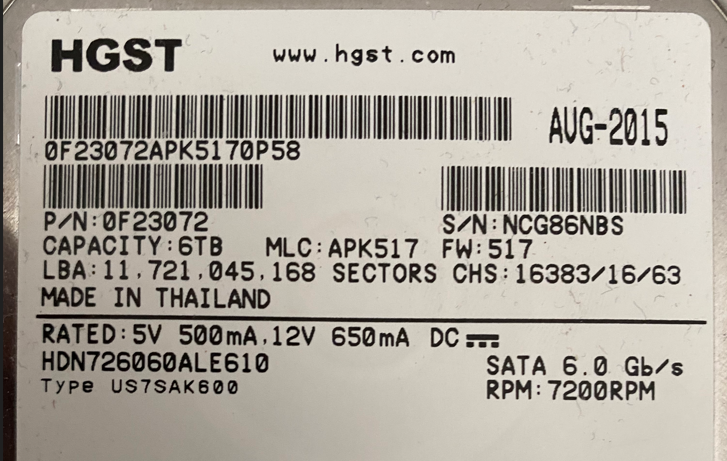 HGST www.hgst.com
AUG-2015
0F23072APK5170P58
P/N:0F23072 S/N:NCG86NBS
CAPACITY:6TB MLC:APK517 FW:517
LBA:11,721,045,168 SECTORS CHS:16383/16/63
MADE IN THAILAND
RATED:5V 500mA,12V 650mA DC
HDN726060ALE610 SATA 6.0 Gb/s
Type US7SAK600 RPM:7200RPM